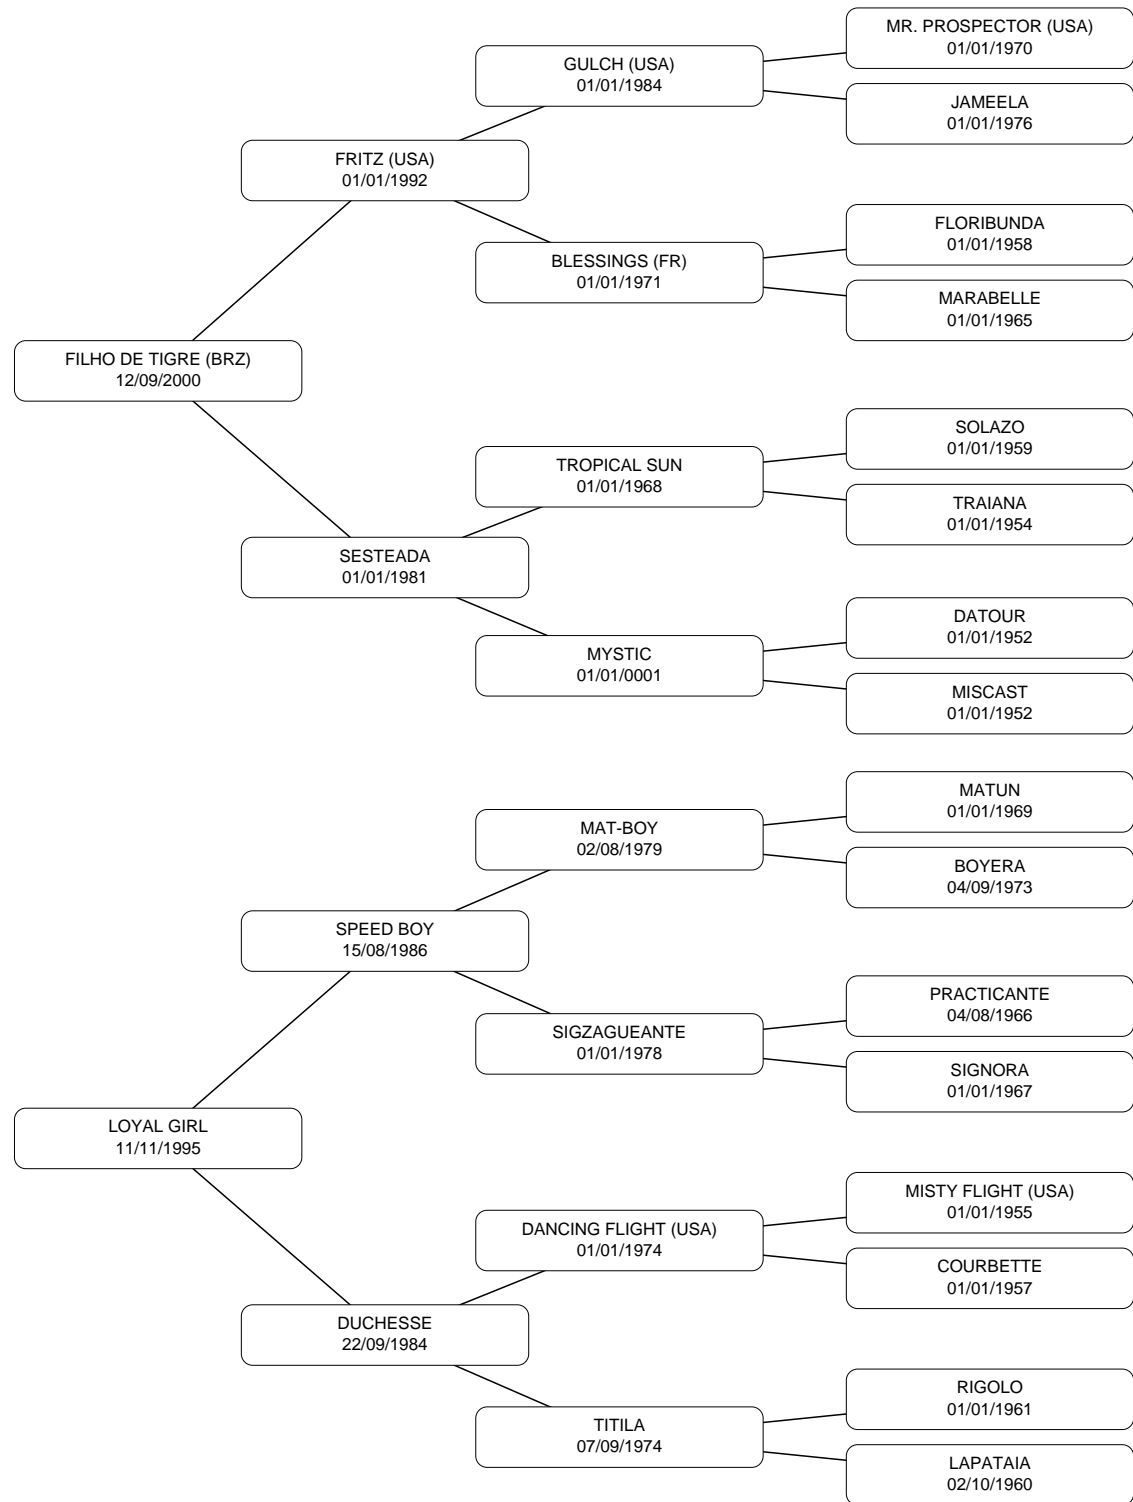 MR. PROSPECTOR (USA)
01/01/1970
GULCH (USA)
01/01/1984
JAMEELA
01/01/1976
FRITZ (USA)
01/01/1992
FLORIBUNDA
01/01/1958
BLESSINGS (FR)
01/01/1971
MARABELLE
01/01/1965
FILHO DE TIGRE (BRZ)
12/09/2000
SOLAZO
01/01/1959
TROPICAL SUN
01/01/1968
TRAIANA
01/01/1954
SESTEADA
01/01/1981
DATOUR
01/01/1952
MYSTIC
01/01/0001
MISCAST
01/01/1952
MATUN
01/01/1969
MAT-BOY
02/08/1979
BOYERA
04/09/1973
SPEED BOY
15/08/1986
PRACTICANTE
04/08/1966
SIGZAGUEANTE
01/01/1978
SIGNORA
01/01/1967
LOYAL GIRL
11/11/1995
MISTY FLIGHT (USA)
01/01/1955
DANCING FLIGHT (USA)
01/01/1974
COURBETTE
01/01/1957
DUCHESSE
22/09/1984
RIGOLO
01/01/1961
TITILA
07/09/1974
LAPATAIA
02/10/1960